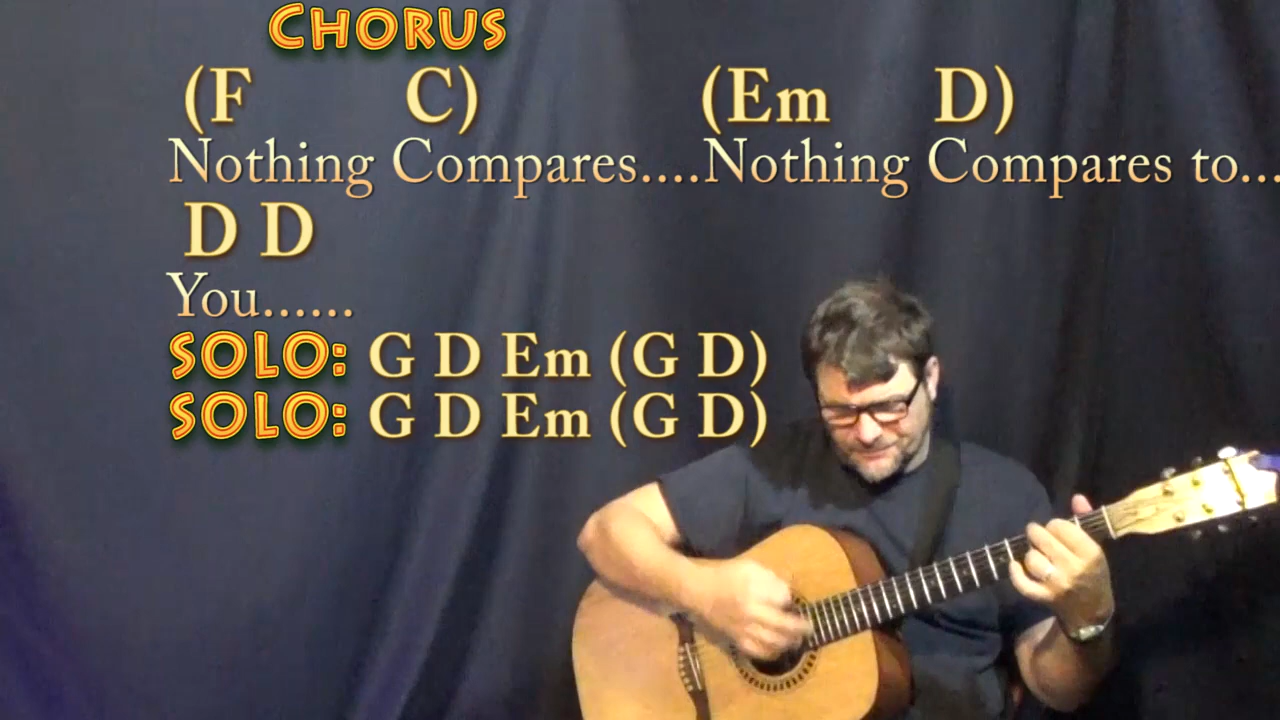 CHORUS
(F C) (Em D)
Nothing Compares....Nothing Compares to...
D D
You......
SOLO: G D Em (G D)
SOLO: G D Em (G D)